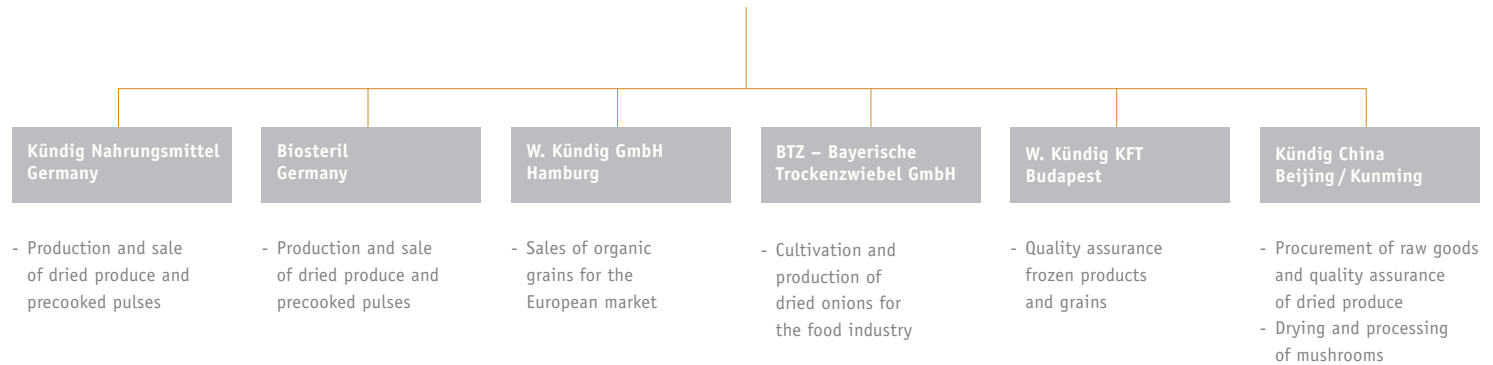 Kündig Nahrungsmittel
Germany
- Production and sale
of dried produce and
precooked pulses
Biosteril
Germany
- Production and sale
of dried produce and
precooked pulses
W. Kündig GmbH
Hamburg
- Sales of organic
grains for the
European market
BTZ – Bayerische
Trockenzwiebel GmbH
- Cultivation and
production of
dried onions for
the food industry
W. Kündig KFT
Budapest
- Quality assurance
frozen products
and grains
Kündig China
Beijing / Kunming
- Procurement of raw goods
and quality assurance
of dried produce
- Drying and processing
of mushrooms